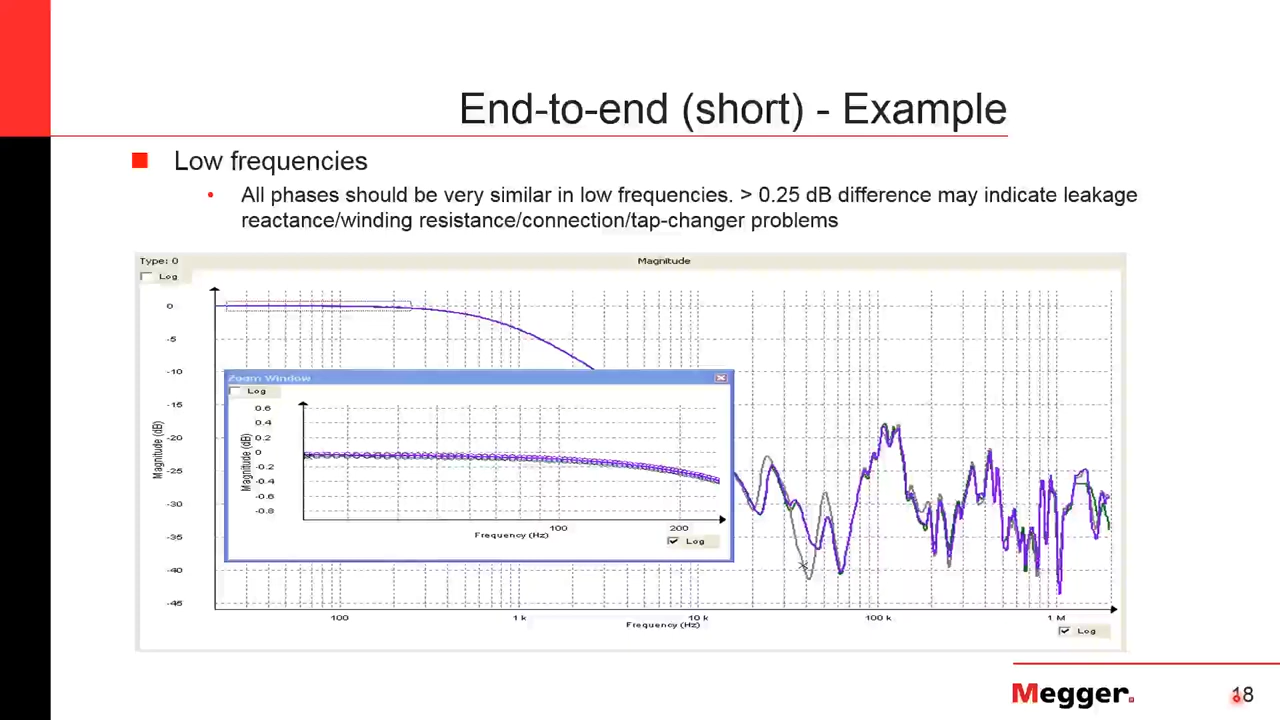 End-to-end (short) - Example
Low frequencies
All phases should be very similar in low frequencies. > 0.25 dB difference may indicate leakage
reactance/winding resistance/connection/tap-changer problems
Type: 0
Magnitude
Log
0
-5
-10
-15
-20
-25
-30
-35
-40
-45
Magnitude (dB)
Zoom Window
Log
0.6
0.4
0.2
0
-0.2
-0.4
-0.6
-0.8
Magnitude (dB)
100
200
Frequency (Hz)
Log
100
1 k
10 k
100 k
1 M
Frequency (Hz)
Log
Megger.
18